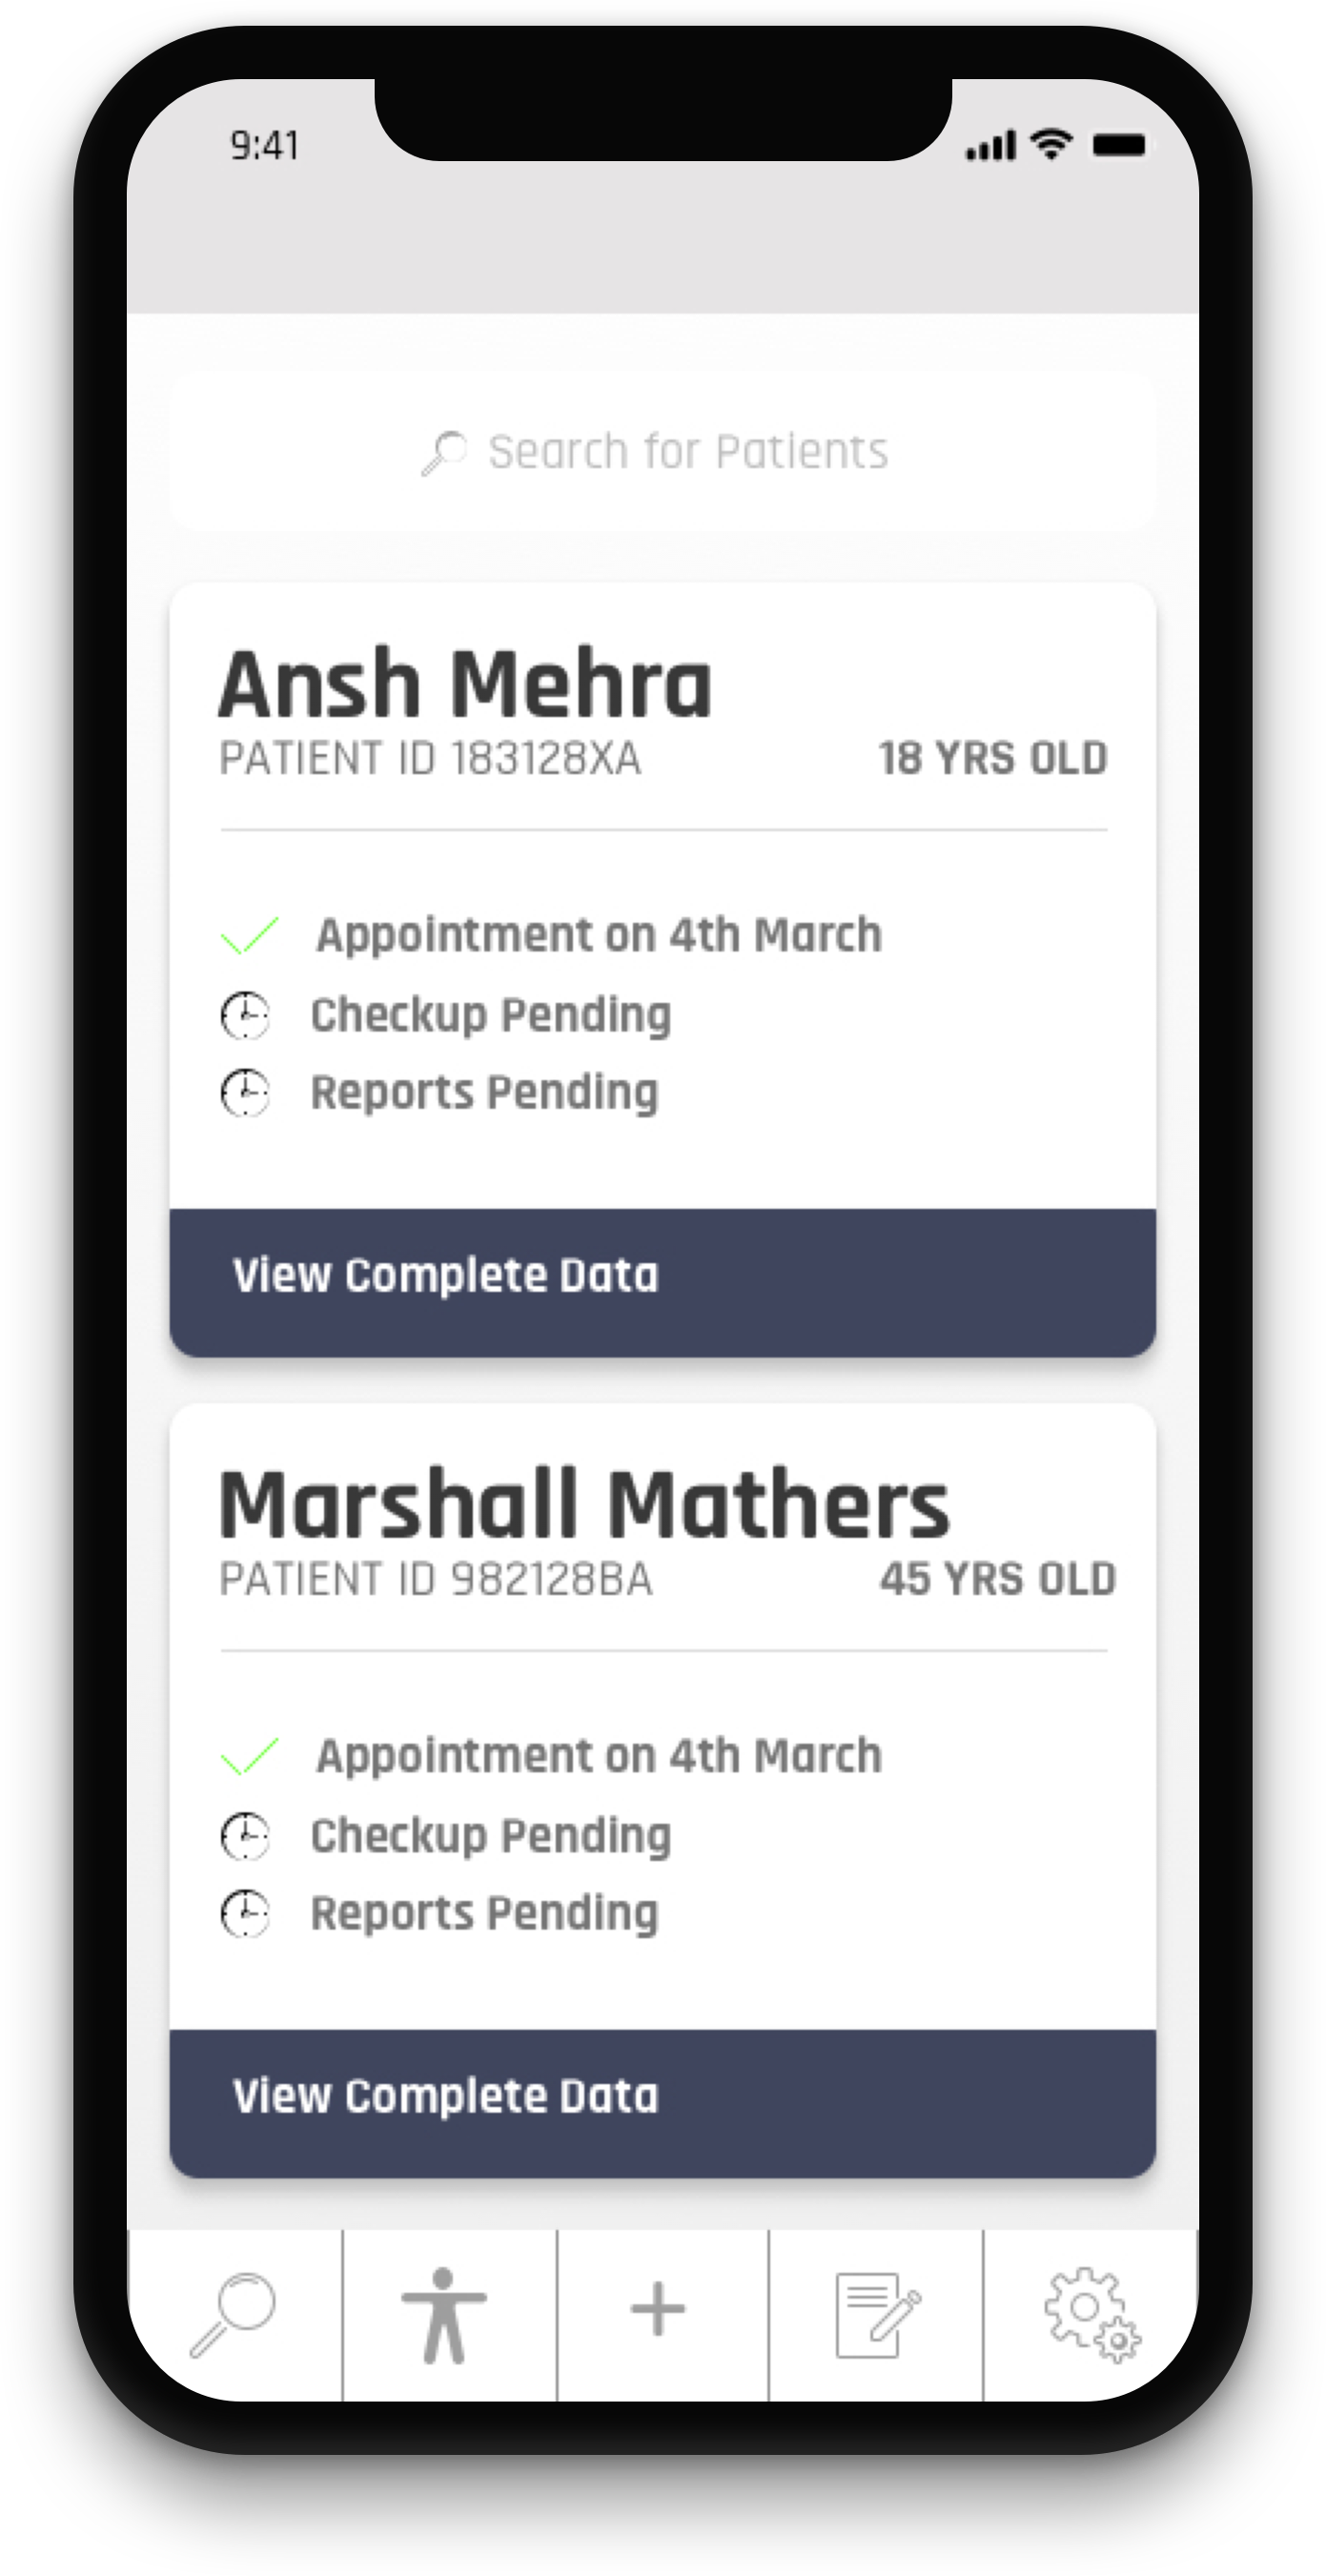 9:41
Search for Patients
Ansh Mehra
PATIENT ID 183128XA 18 YRS OLD
Appointment on 4th March
Checkup Pending
Reports Pending
View Complete Data
Marshall Mathers
PATIENT ID 982128BA 45 YRS OLD
Appointment on 4th March
Checkup Pending
Reports Pending
View Complete Data